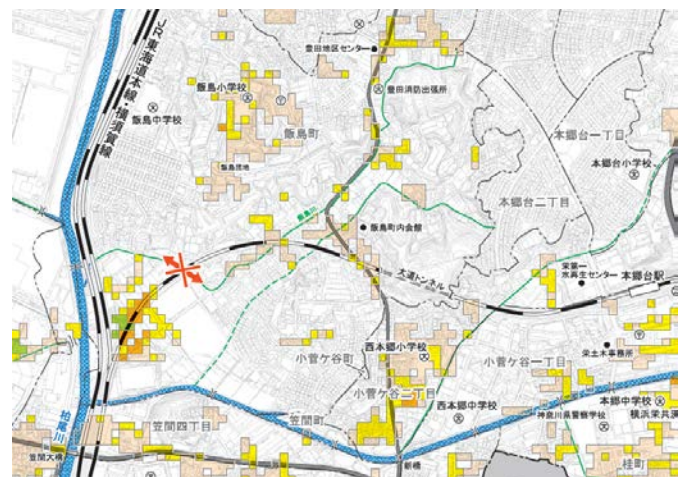 JR東海道本線・横須賀線
豊田地区センター
飯島小学校
豊田消防出張所
飯島中学校
飯島町
本郷台一丁目
飯島団地
本郷台小学校
本郷台二丁目
飯島川
飯島町内会館
栄第一
水再生センター
本郷台駅
大道トンネル
西本郷小学校
小菅ケ谷町
小菅ケ谷一丁目
栄土木事務所
小菅ケ谷二丁目
柏尾川
笠間町
西本郷中学校
本郷中学校
神奈川県警察学校
横浜栄共済
笠間四丁目
笠間大橋
新橋
桂町